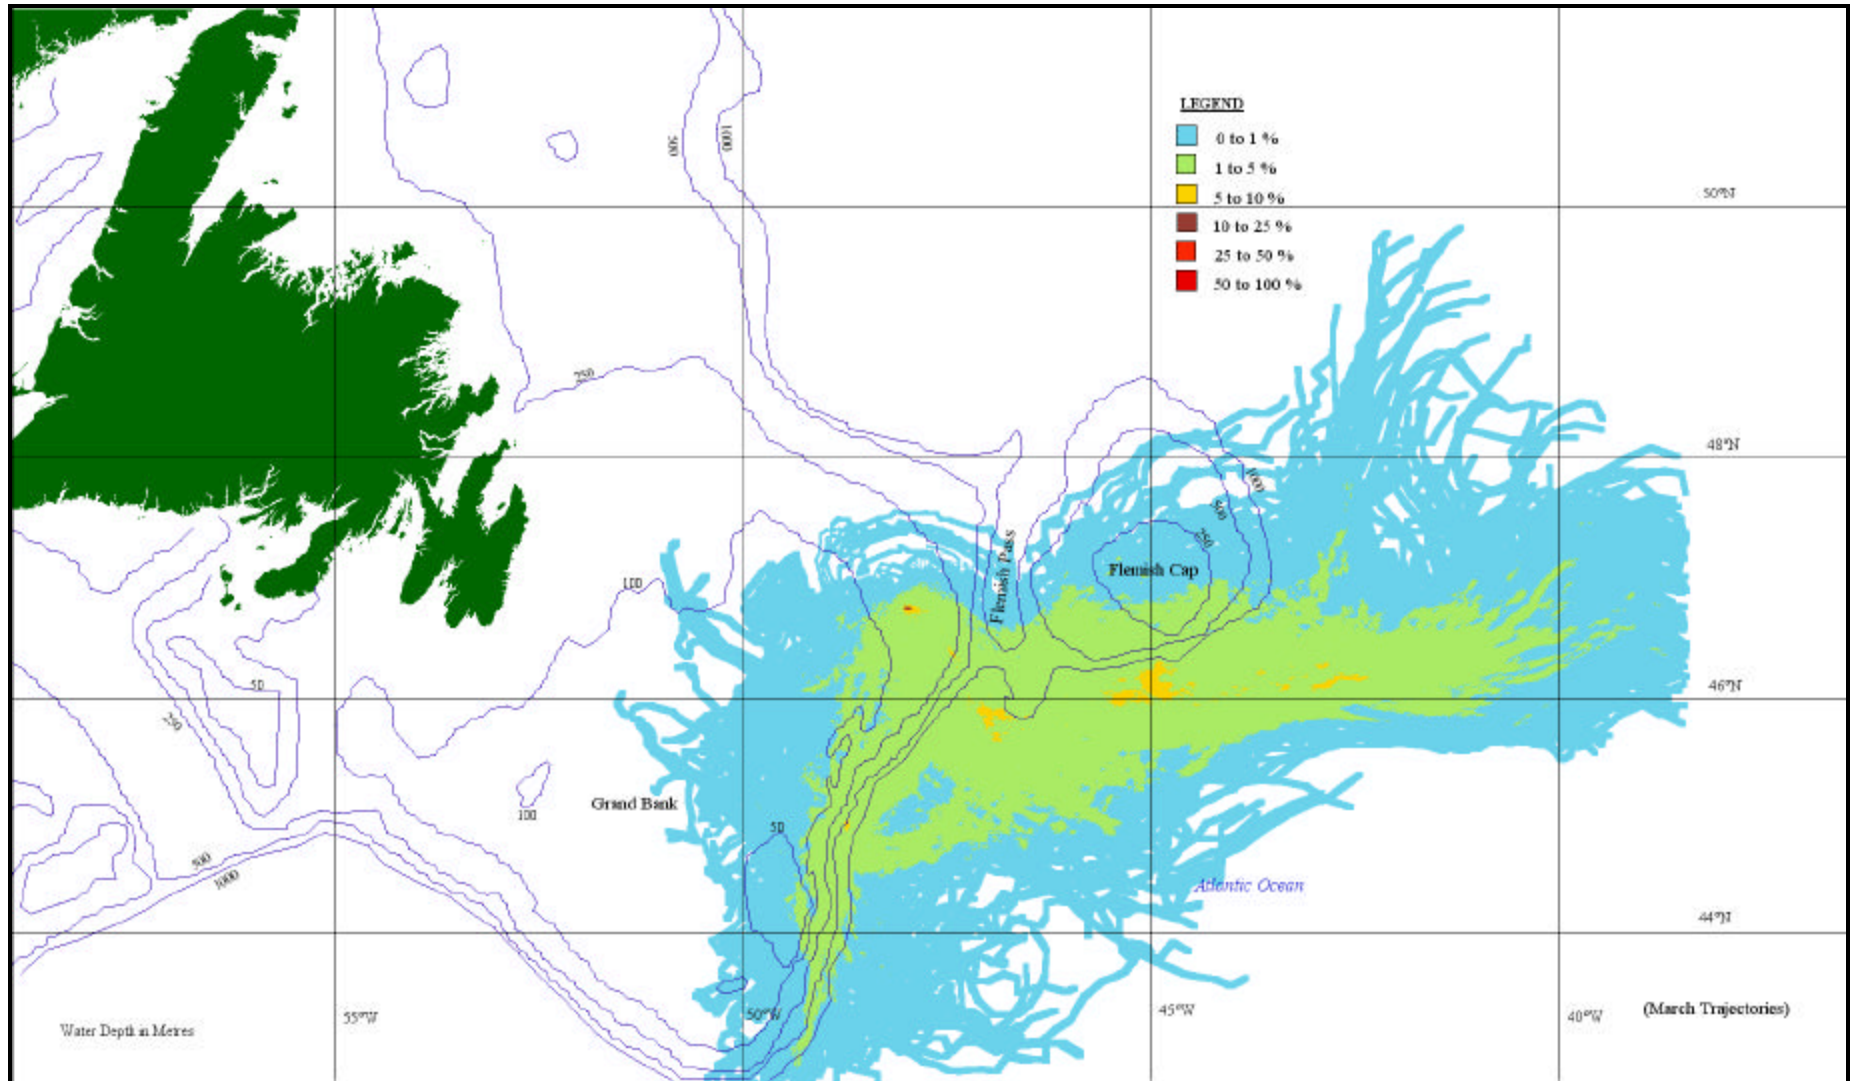 LEGEND
0 to 1 %
1 to 5 %
5 to 10 %
10 to 25 %
25 to 50 %
50 to 100 %
500
1000
50°N
250
48°N
1000
500
250
Flemish Pass
Flemish Cap
100
50
250
46°N
100
Grand Bank
50
500
1000
Atlantic Ocean
44°N
55°W
50°W
45°W
40°W
(March Trajectories)
Water Depth in Metres